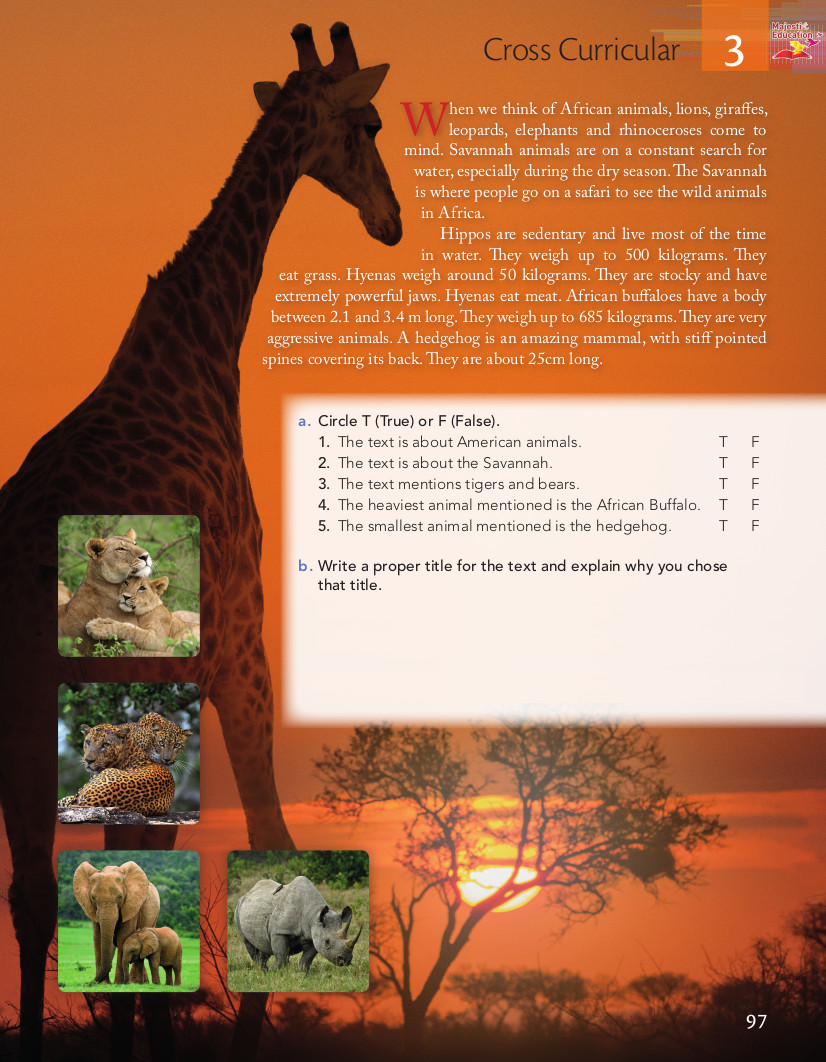 Cross Curricular
3
Majestic
Education
When we think of African animals, lions, giraffes,
leopards, elephants and rhinoceroses come to
mind. Savannah animals are on a constant search for
water, especially during the dry season. The Savannah
is where people go on a safari to see the wild animals
in Africa.
Hippos are sedentary and live most of the time
in water. They weigh up to 500 kilograms. They
eat grass. Hyenas weigh around 50 kilograms. They are stocky and have
extremely powerful jaws. Hyenas eat meat. African buffaloes have a body
between 2.1 and 3.4 m long. They weigh up to 685 kilograms. They are very
aggressive animals. A hedgehog is an amazing mammal, with stiff pointed
spines covering its back. They are about 25cm long.
a. Circle T (True) or F (False).
1. The text is about American animals. T F
2. The text is about the Savannah. T F
3. The text mentions tigers and bears. T F
4. The heaviest animal mentioned is the African Buffalo. T F
5. The smallest animal mentioned is the hedgehog. T F
b. Write a proper title for the text and explain why you chose
that title.
97